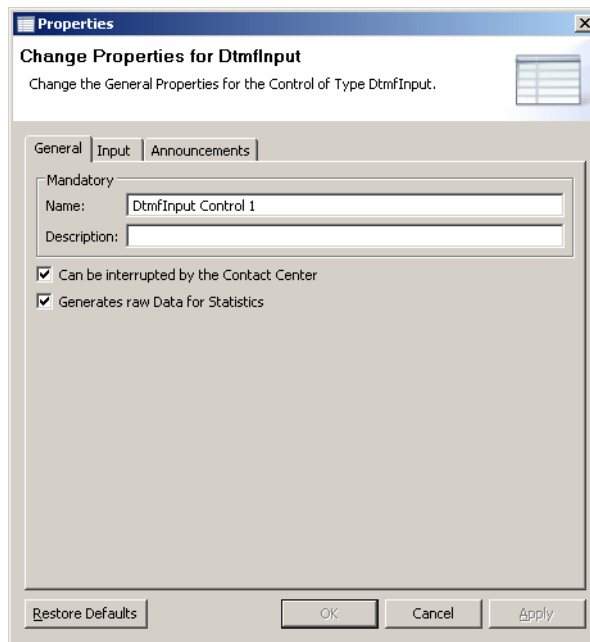 Properties
Change Properties for DtmfInput
Change the General Properties for the Control of Type DtmfInput.
General Input Announcements
Mandatory
Name: DtmfInput Control 1
Description:
Can be interrupted by the Contact Center
Generates raw Data for Statistics
Restore Defaults OK Cancel Apply